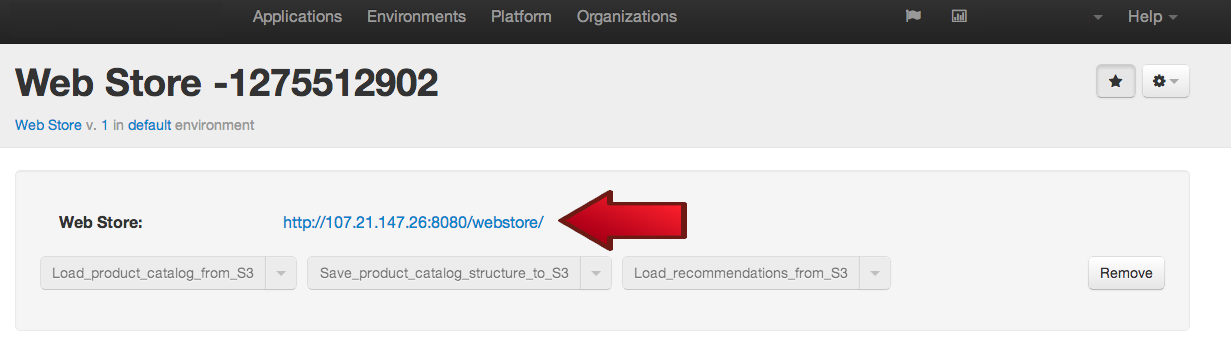 Applications Environments Platform Organizations Help
Web Store -1275512902
Web Store v. 1 in default environment
Web Store: http://107.21.147.26:8080/webstore/
Load_product_catalog_from_S3 Save_product_catalog_structure_to_S3 Load_recommendations_from_S3 Remove